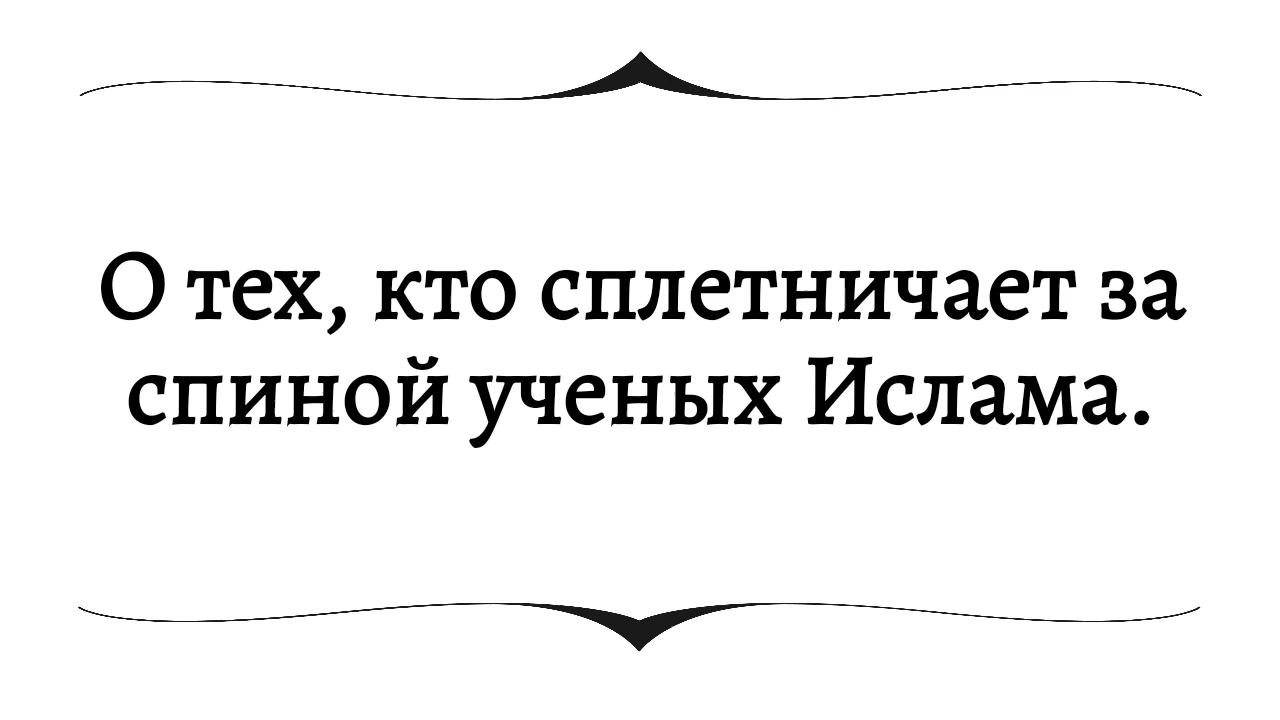 О тех, кто сплетничает за
спиной ученых Ислама.